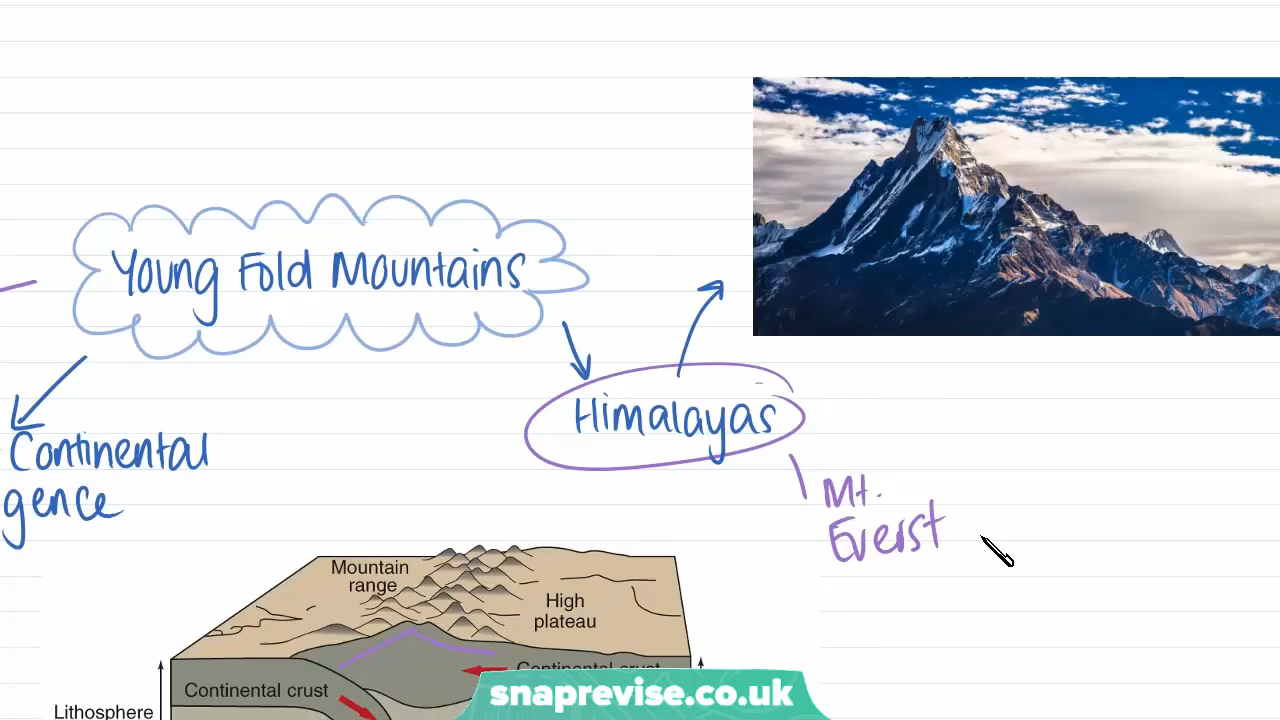 Young Fold Mountains
Himalayas
Continental
gence
Mt.
Everst
Mountain
range
High
plateau
Continental crust
Continental crust
Lithosphere
snaprevise.co.uk